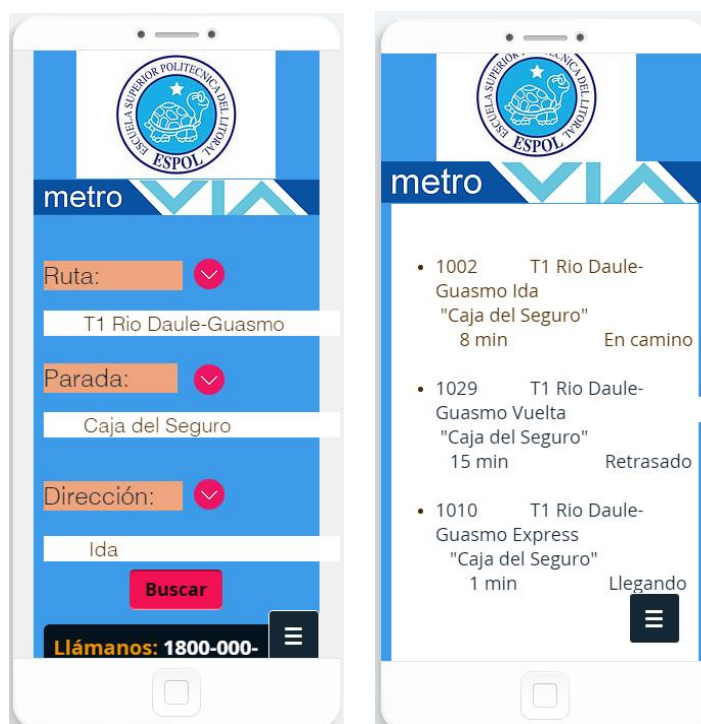 ESCUELA SUPERIOR POLITECNICA DEL LITORAL
ESPOL
metro VIA
Ruta:
T1 Rio Daule-Guasmo
Parada:
Caja del Seguro
Dirección:
Ida
Buscar
Llámanos: 1800-000-
ESCUELA SUPERIOR POLITECNICA DEL LITORAL
ESPOL
metro VIA
• 1002 T1 Rio Daule-
Guasmo Ida
"Caja del Seguro"
8 min En camino
• 1029 T1 Rio Daule-
Guasmo Vuelta
"Caja del Seguro"
15 min Retrasado
• 1010 T1 Rio Daule-
Guasmo Express
"Caja del Seguro"
1 min Llegando